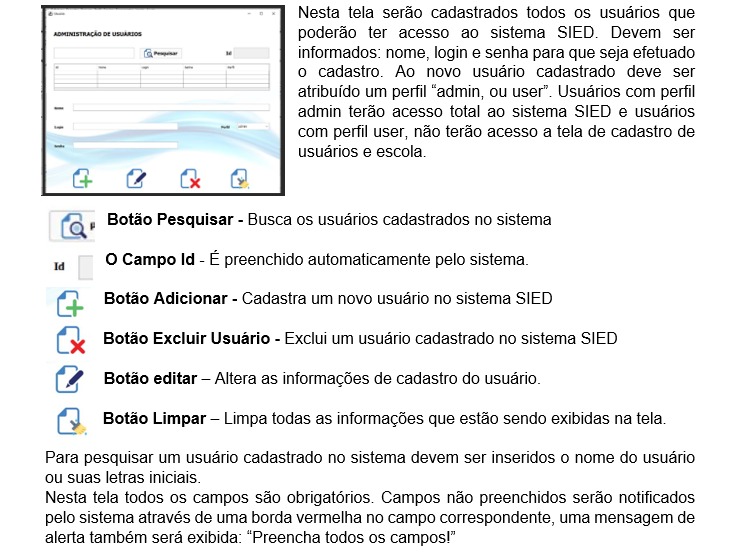 ADMINISTRAÇÃO DE USUÁRIOS
Pesquisar
Id
Nome
Login
Perfil
Senha
Nesta tela serão cadastrados todos os usuários que
poderão ter acesso ao sistema SIED. Devem ser
informados: nome, login e senha para que seja efetuado
o cadastro. Ao novo usuário cadastrado deve ser
atribuído um perfil “admin, ou user”. Usuários com perfil
admin terão acesso total ao sistema SIED e usuários
com perfil user, não terão acesso a tela de cadastro de
usuários e escola.
Botão Pesquisar - Busca os usuários cadastrados no sistema
Id
O Campo Id - É preenchido automaticamente pelo sistema.
Botão Adicionar - Cadastra um novo usuário no sistema SIED
Botão Excluir Usuário - Exclui um usuário cadastrado no sistema SIED
Botão editar – Altera as informações de cadastro do usuário.
Botão Limpar – Limpa todas as informações que estão sendo exibidas na tela.
Para pesquisar um usuário cadastrado no sistema devem ser inseridos o nome do usuário
ou suas letras iniciais.
Nesta tela todos os campos são obrigatórios. Campos não preenchidos serão notificados
pelo sistema através de uma borda vermelha no campo correspondente, uma mensagem de
alerta também será exibida: “Preencha todos os campos!”